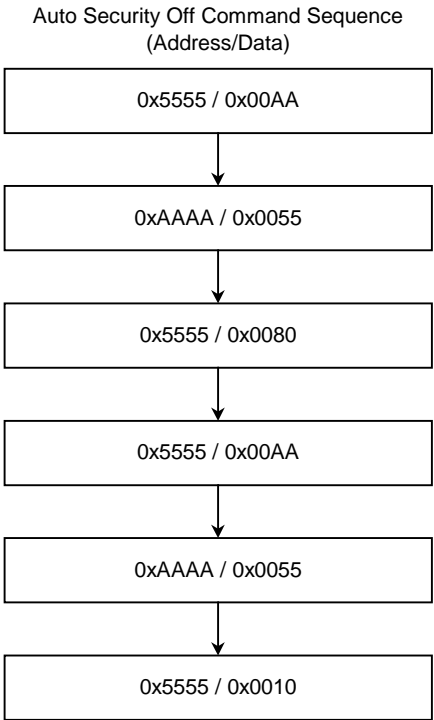 Auto Security Off Command Sequence
(Address/Data)
0x5555 / 0x00AA
0xAAAA / 0x0055
0x5555 / 0x0080
0x5555 / 0x00AA
0xAAAA / 0x0055
0x5555 / 0x0010